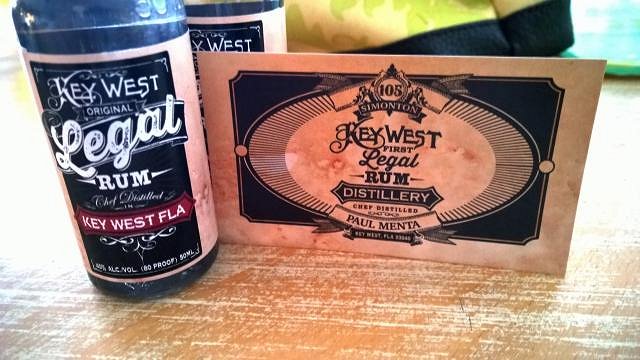 KEY WEST
ORIGINAL
Legal
RUM
Chef Distilled
IN
KEY WEST FLA
40% ALC. VOL. (80 PROOF) 50ML
KEY WEST
105
SIMONTON
KEY WEST
FIRST
Legal
RUM
DISTILLERY
CHEF DISTILLED
PAUL MENTA
KEY WEST, FLA 33040